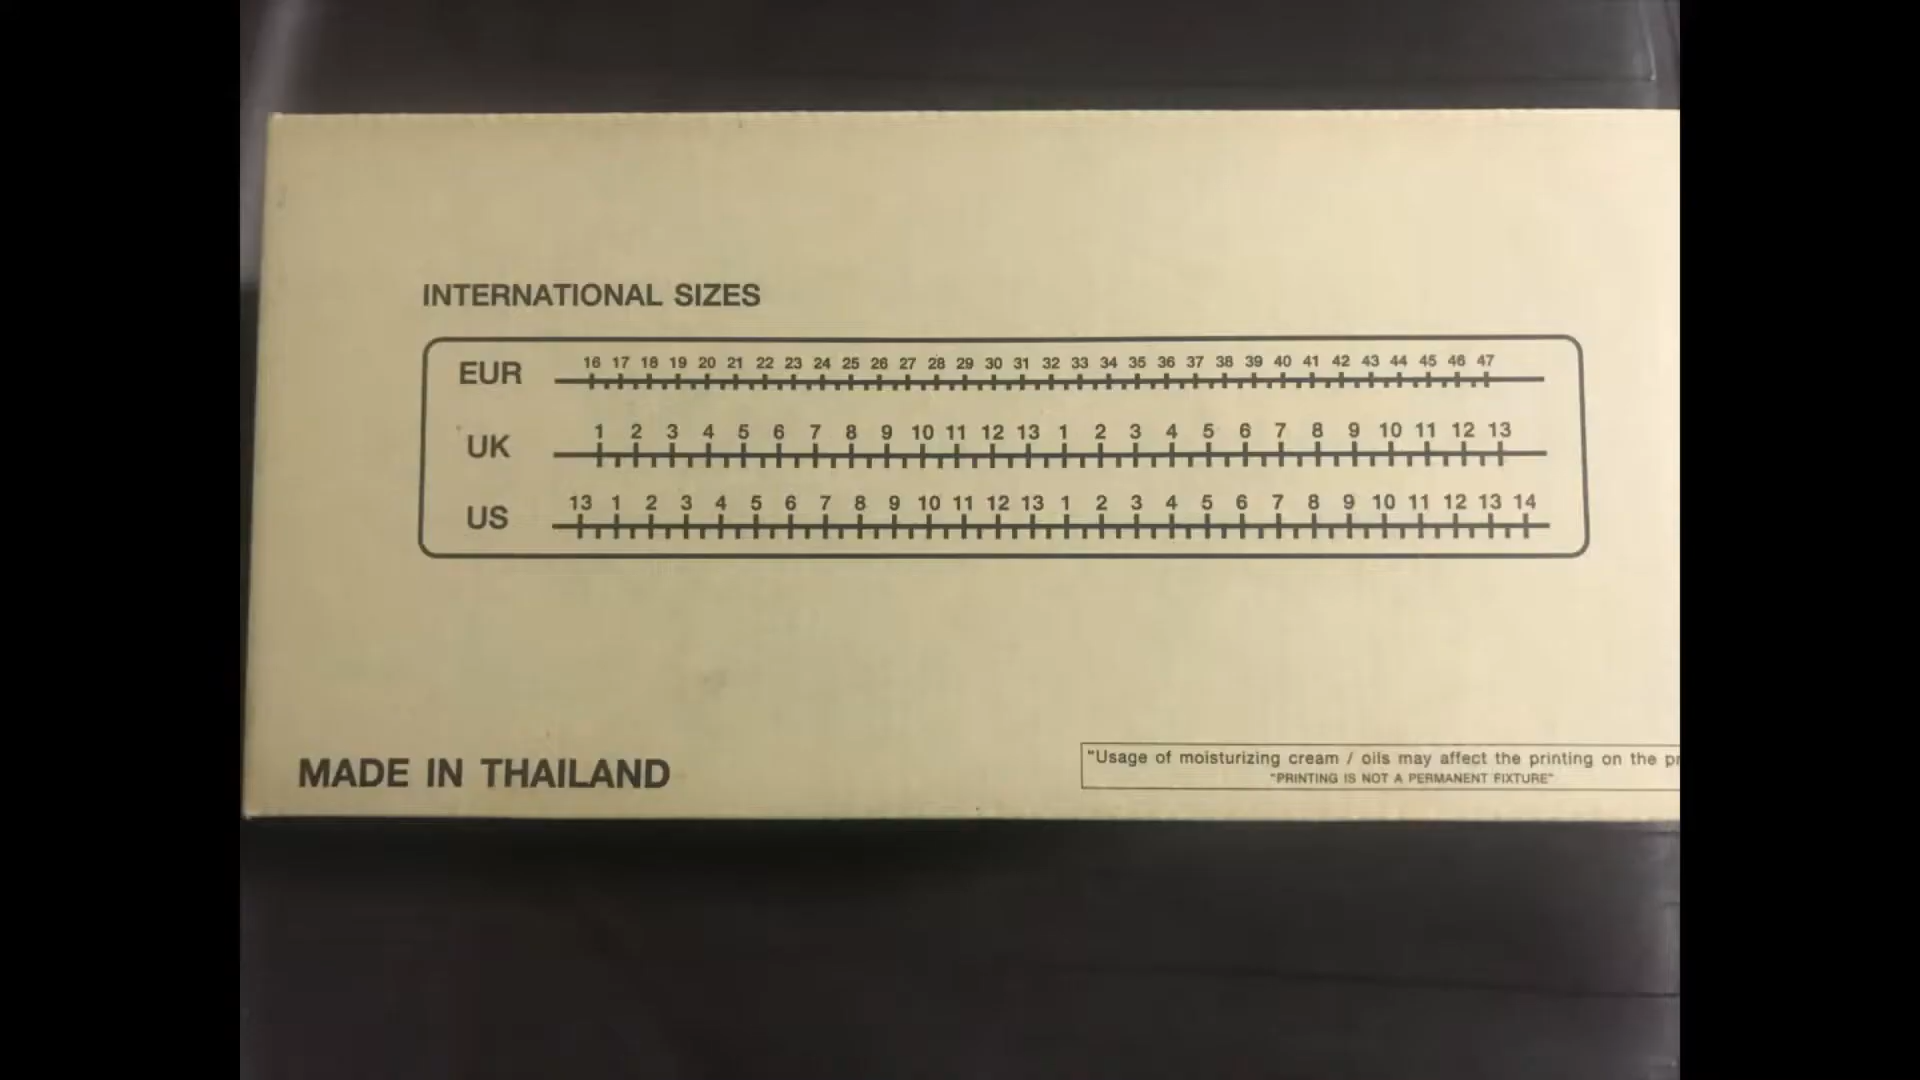 INTERNATIONAL SIZES
EUR 16 17 18 19 20 21 22 23 24 25 26 27 28 29 30 31 32 33 34 35 36 37 38 39 40 41 42 43 44 45 46 47
UK 1 2 3 4 5 6 7 8 9 10 11 12 13 1 2 3 4 5 6 7 8 9 10 11 12 13
US 13 1 2 3 4 5 6 7 8 9 10 11 12 13 1 2 3 4 5 6 7 8 9 10 11 12 13 14
MADE IN THAILAND
"Usage of moisturizing cream / oils may affect the printing on the
"PRINTING IS NOT A PERMANENT FIXTURE"